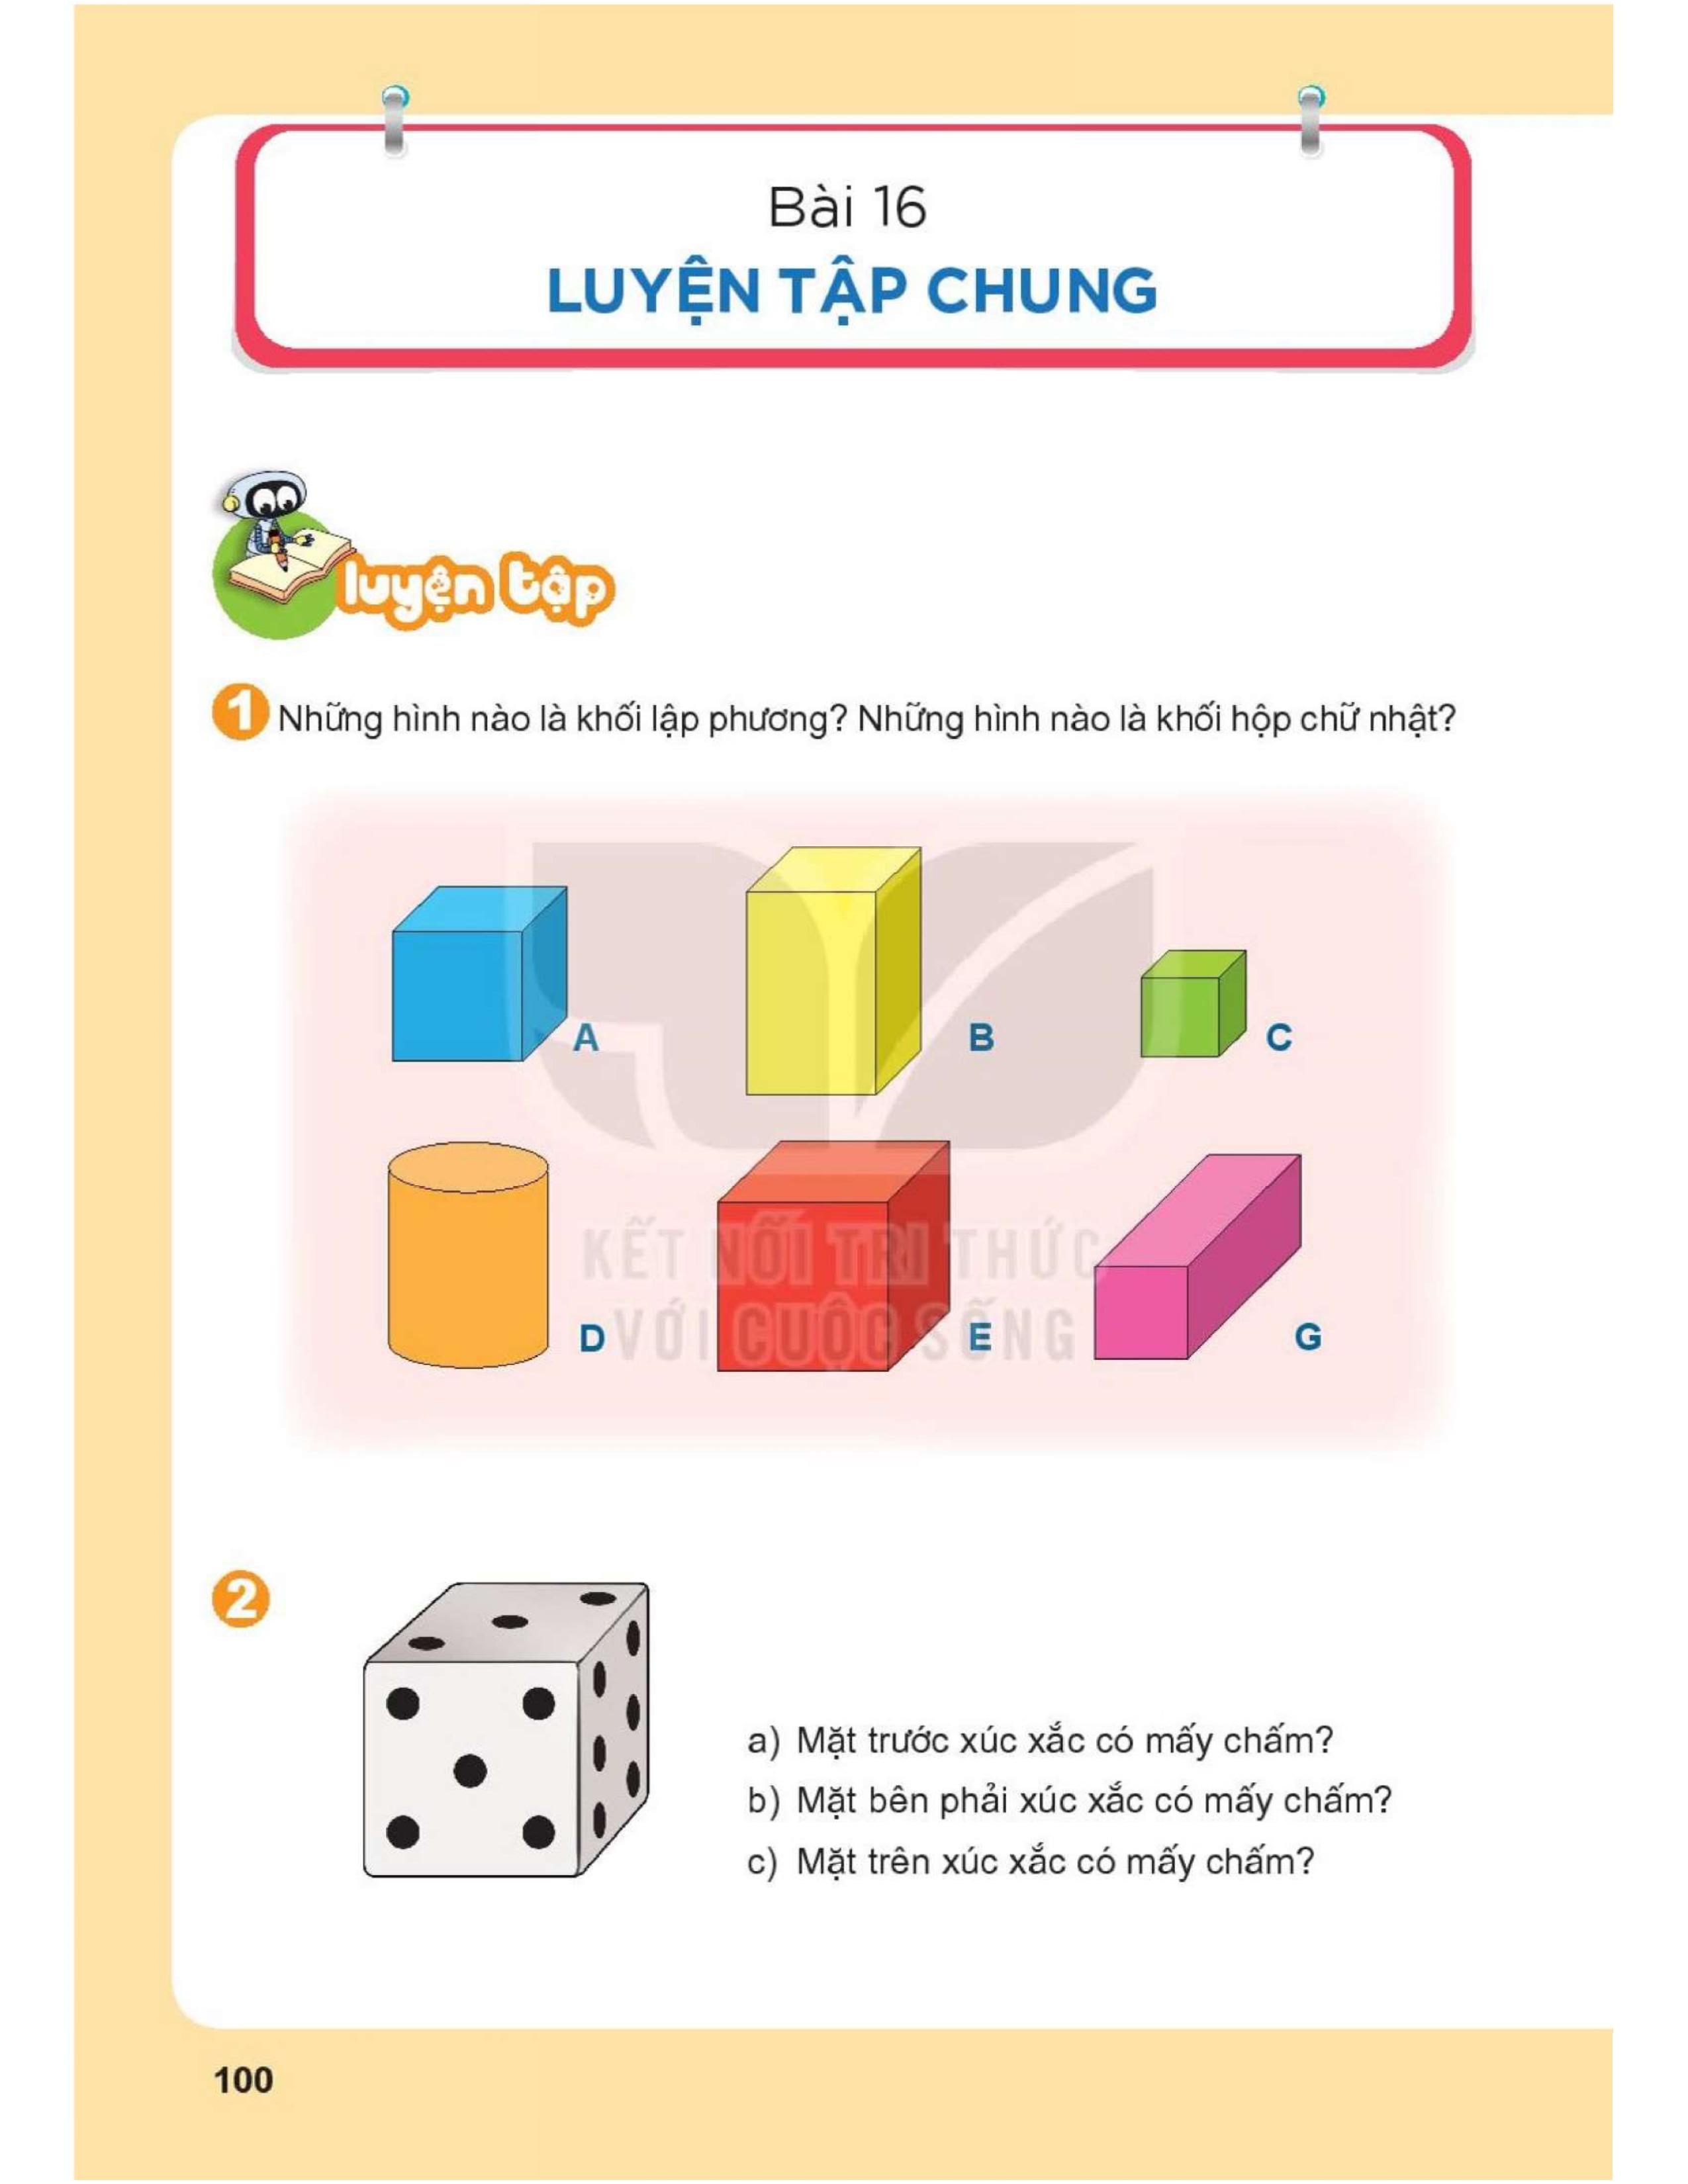 Bài 16
LUYỆN TẬP CHUNG
luyện tập
1 Những hình nào là khối lập phương? Những hình nào là khối hộp chữ nhật?
A
B
C
D
E
G
KẾT NỐI TRI THỨC
VỚI CUỘC SỐNG
2
a) Mặt trước xúc xắc có mấy chấm?
b) Mặt bên phải xúc xắc có mấy chấm?
c) Mặt trên xúc xắc có mấy chấm?
100